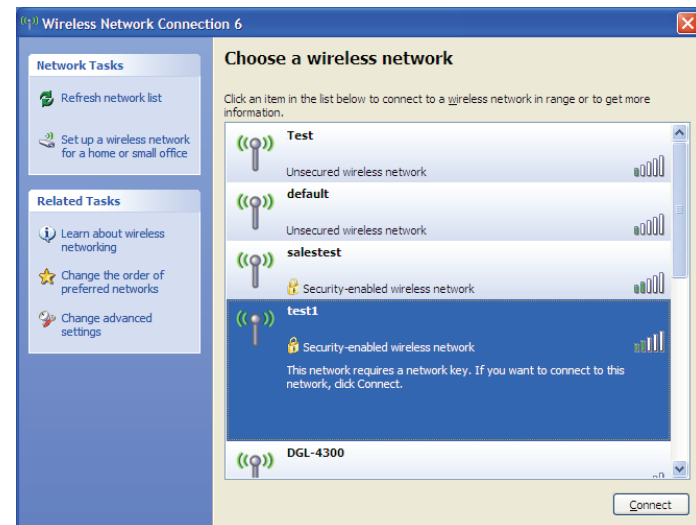 Wireless Network Connection 6
Network Tasks
Refresh network list
Set up a wireless network
for a home or small office
Related Tasks
Learn about wireless
networking
Change the order of
preferred networks
Change advanced
settings
Choose a wireless network
Click an item in the list below to connect to a wireless network in range or to get more
information.
Test
Unsecured wireless network
default
Unsecured wireless network
salestest
Security-enabled wireless network
test1
Security-enabled wireless network
This network requires a network key. If you want to connect to this
network, click Connect.
DGL-4300
Connect